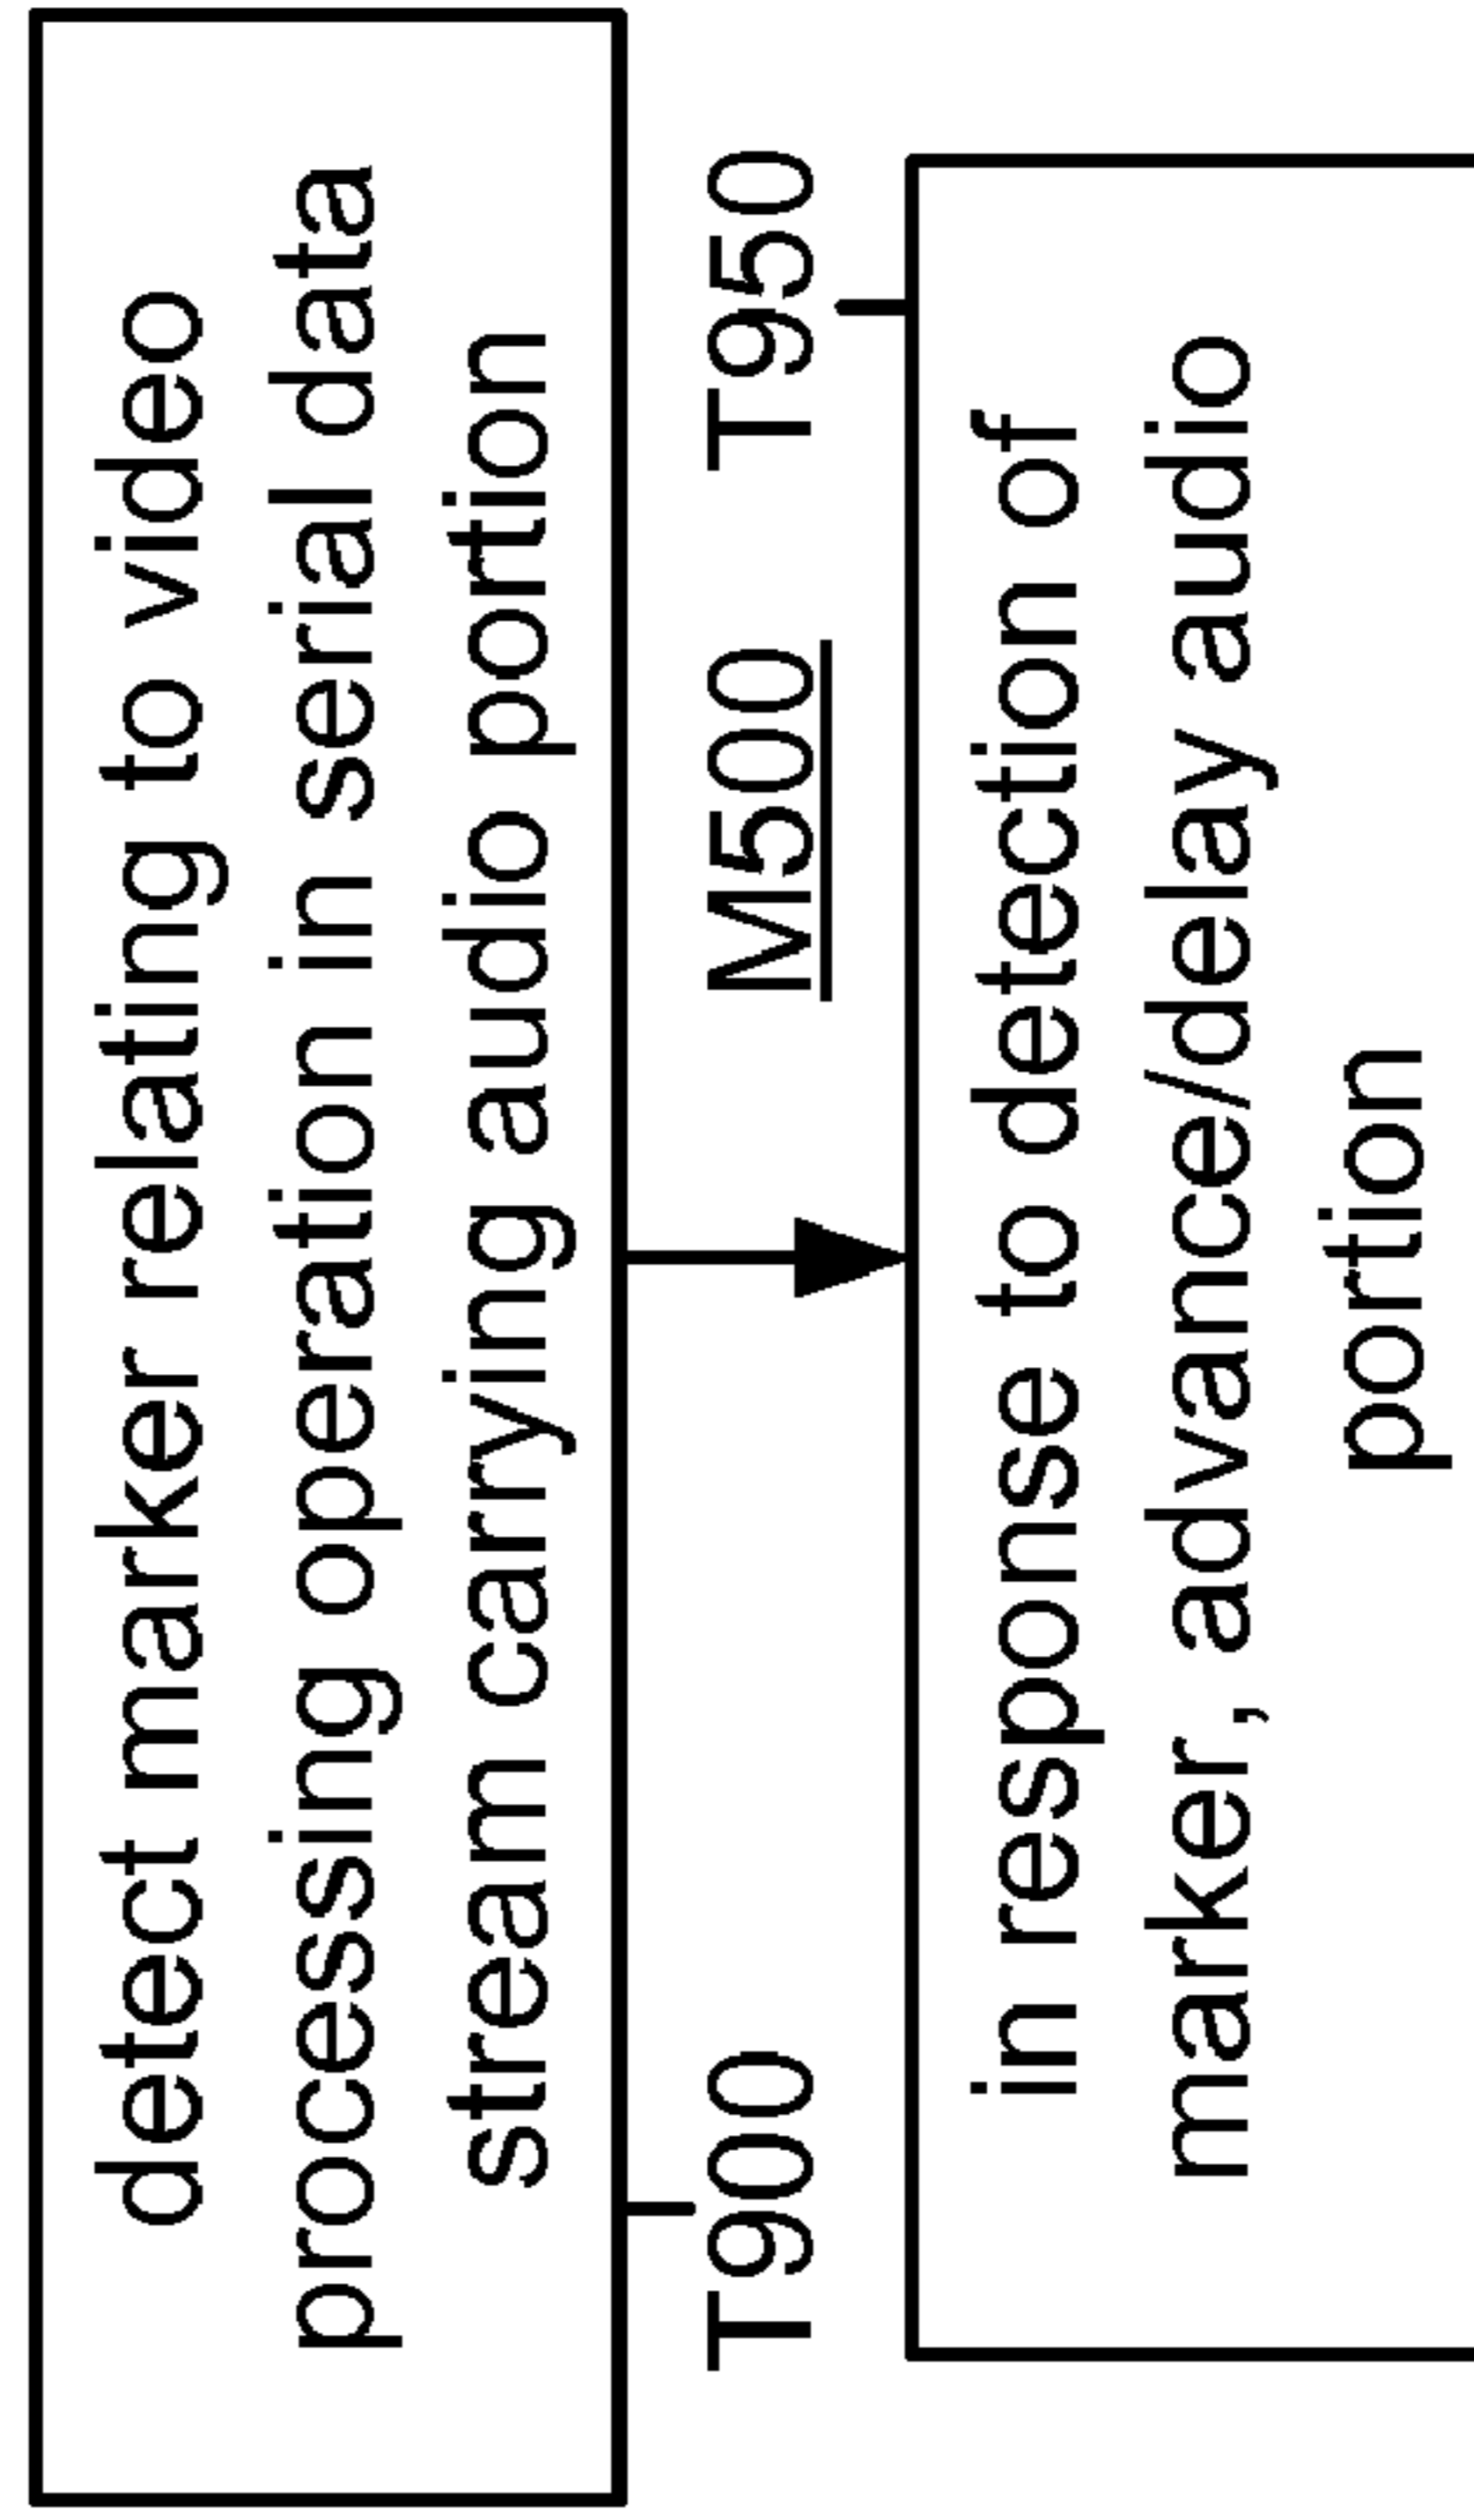 detect marker relating to video
processing operation in serial data
stream carrying audio portion
T900 M500 T950
in response to detection of
marker, advance/delay audio
portion